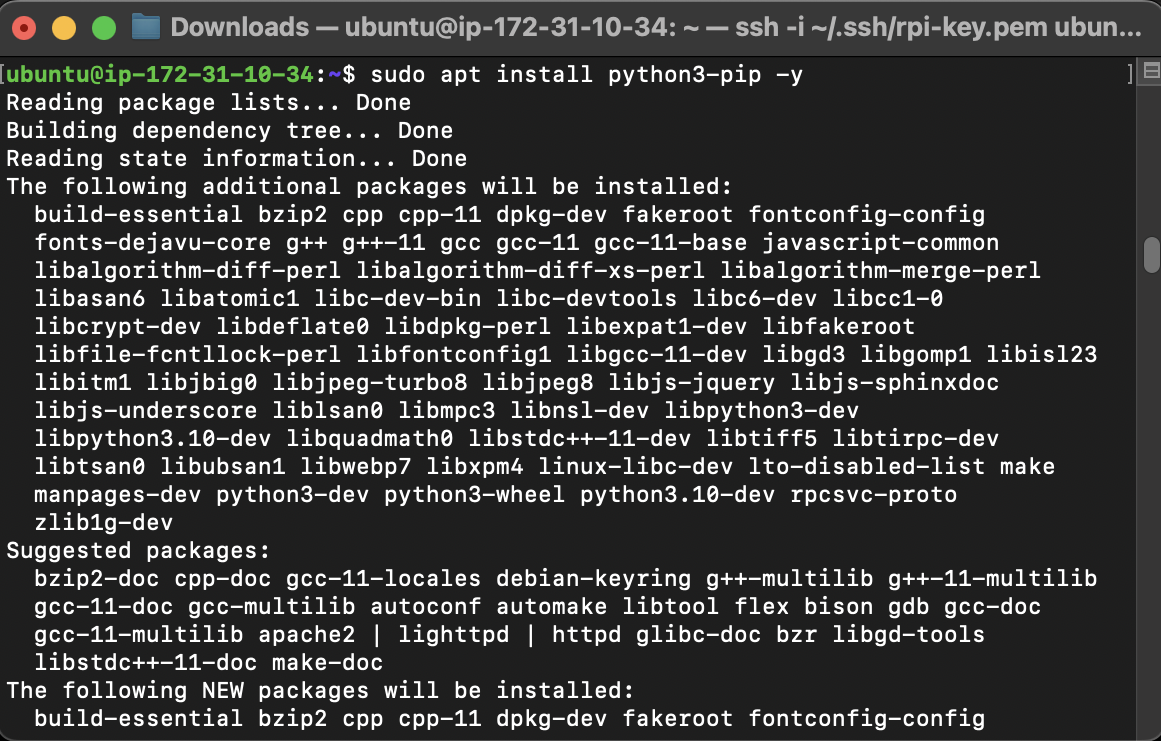 Downloads — ubuntu@ip-172-31-10-34: ~ — ssh -i ~/.ssh/rpi-key.pem ubun...
[ubuntu@ip-172-31-10-34:~$ sudo apt install python3-pip -y ]
Reading package lists... Done
Building dependency tree... Done
Reading state information... Done
The following additional packages will be installed:
  build-essential bzip2 cpp cpp-11 dpkg-dev fakeroot fontconfig-config
  fonts-dejavu-core g++ g++-11 gcc gcc-11 gcc-11-base javascript-common
  libalgorithm-diff-perl libalgorithm-diff-xs-perl libalgorithm-merge-perl
  libasan6 libatomic1 libc-dev-bin libc-devtools libc6-dev libcc1-0
  libcrypt-dev libdeflate0 libdpkg-perl libexpat1-dev libfakeroot
  libfile-fcntllock-perl libfontconfig1 libgcc-11-dev libgd3 libgomp1 libisl23
  libitm1 libjbig0 libjpeg-turbo8 libjpeg8 libjs-jquery libjs-sphinxdoc
  libjs-underscore liblsan0 libmpc3 libnsl-dev libpython3-dev
  libpython3.10-dev libquadmath0 libstdc++-11-dev libtiff5 libtirpc-dev
  libtsan0 libubsan1 libwebp7 libxpm4 linux-libc-dev lto-disabled-list make
  manpages-dev python3-dev python3-wheel python3.10-dev rpcsvc-proto
  zlib1g-dev
Suggested packages:
  bzip2-doc cpp-doc gcc-11-locales debian-keyring g++-multilib g++-11-multilib
  gcc-11-doc gcc-multilib autoconf automake libtool flex bison gdb gcc-doc
  gcc-11-multilib apache2 | lighttpd | httpd glibc-doc bzr libgd-tools
  libstdc++-11-doc make-doc
The following NEW packages will be installed:
  build-essential bzip2 cpp cpp-11 dpkg-dev fakeroot fontconfig-config